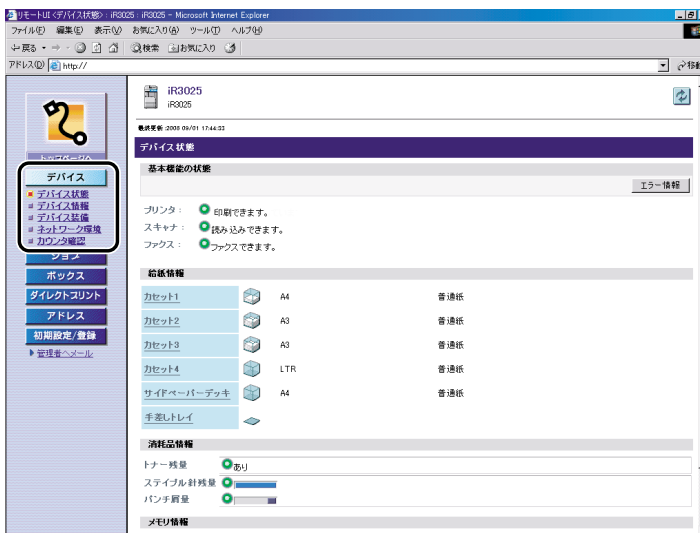 リモートUI <デバイス状態> : iR3025 : iR3025 - Microsoft Internet Explorer
ファイル(F) 編集(E) 表示(V) お気に入り(A) ツール(T) ヘルプ(H)
戻る 検索 お気に入り
アドレス(D) http:// 移動
iR3025
iR3025
最終更新 :2008 09/01 17:44:53
トップページへ
デバイス
デバイス状態
デバイス情報
デバイス装備
ネットワーク環境
カウンタ確認
ジョブ
ボックス
ダイレクトプリント
アドレス
初期設定/登録
管理者へメール
デバイス状態
基本機能の状態
エラー情報
プリンタ : 印刷できます。
スキャナ : 読み込みできます。
ファクス : ファクスできます。
給紙情報
カセット1 A4 普通紙
カセット2 A3 普通紙
カセット3 A3 普通紙
カセット4 LTR 普通紙
サイドペーパーデッキ A4 普通紙
手差しトレイ
消耗品情報
トナー残量 あり
ステイプル針残量
パンチ屑量
メモリ情報